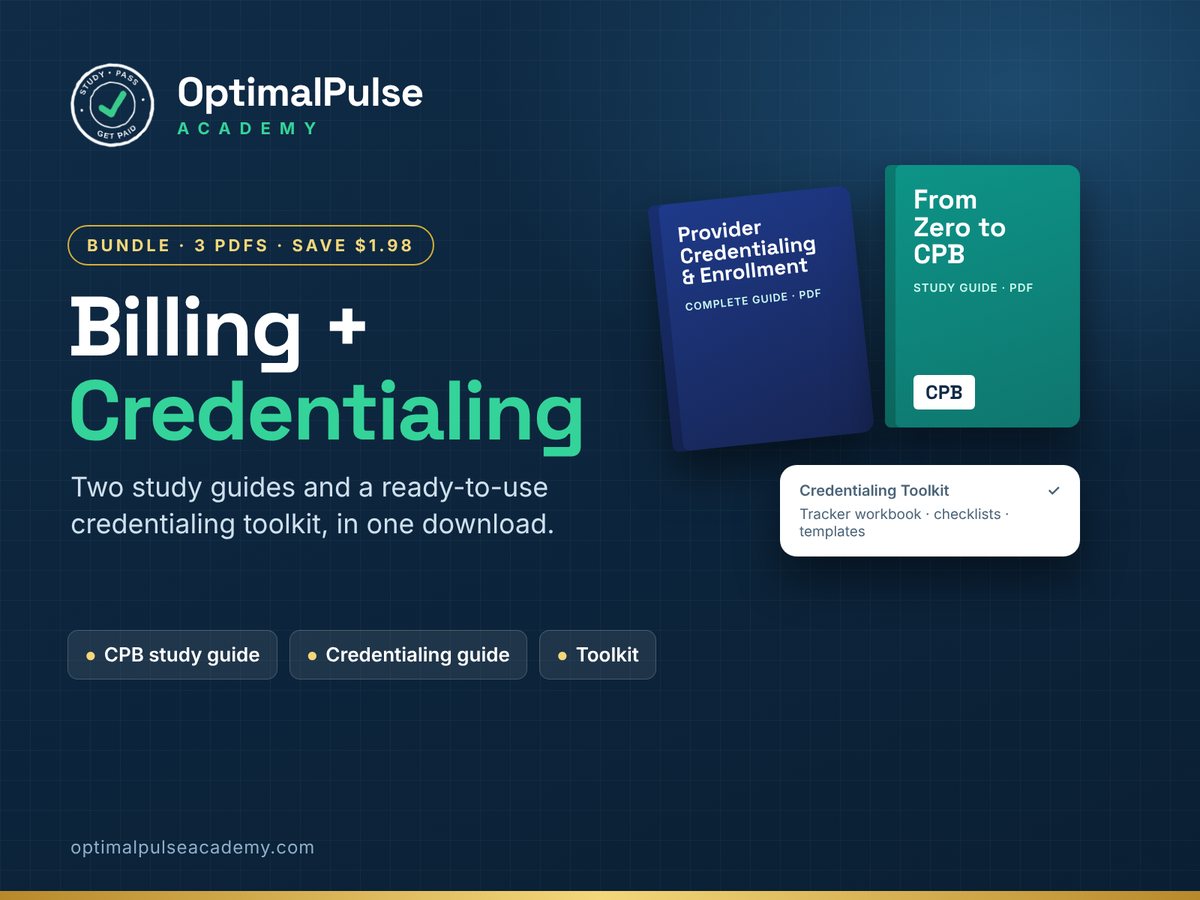 STUDY • PASS
GET PAID
OptimalPulse
ACADEMY
BUNDLE · 3 PDFS · SAVE $1.98
Billing +
Credentialing
Two study guides and a ready-to-use
credentialing toolkit, in one download.
Provider
Credentialing
& Enrollment
COMPLETE GUIDE · PDF
From
Zero to
CPB
STUDY GUIDE · PDF
CPB
Credentialing Toolkit ✓
Tracker workbook · checklists ·
templates
CPB study guide
Credentialing guide
Toolkit
optimalpulseacademy.com